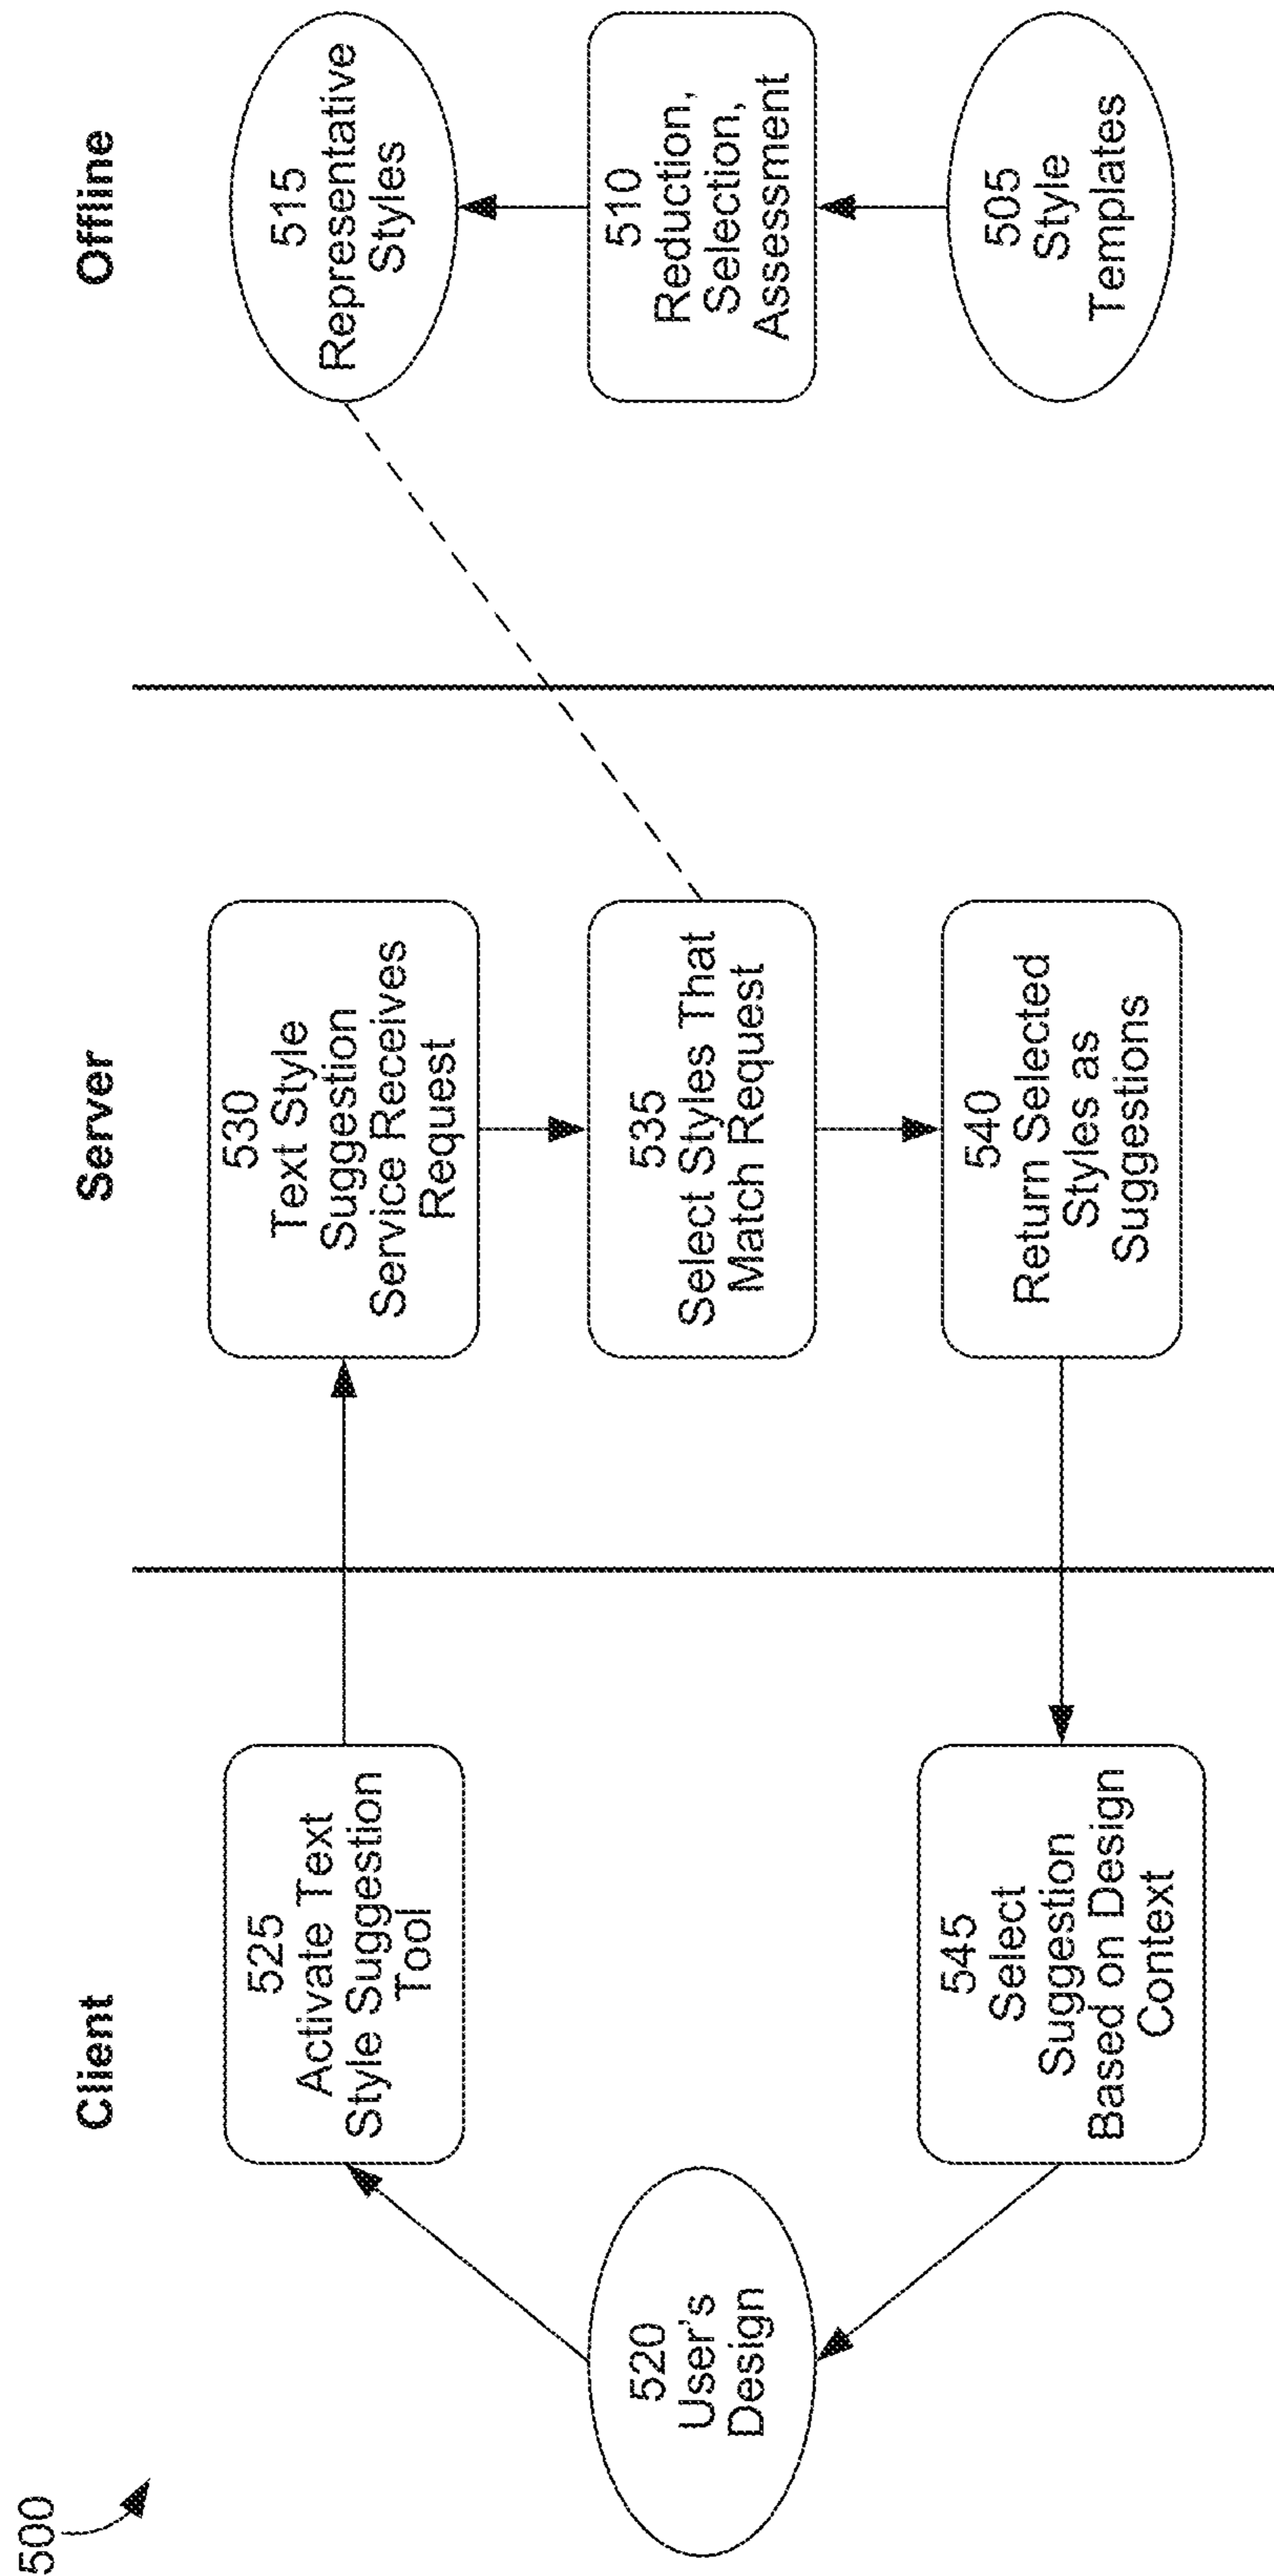 500
Client
Server
Offline
520
User's
Design
525
Activate Text
Style Suggestion
Tool
545
Select
Suggestion
Based on Design
Context
530
Text Style
Suggestion
Service Receives
Request
535
Select Styles That
Match Request
540
Return Selected
Styles as
Suggestions
515
Representative
Styles
510
Reduction,
Selection,
Assessment
505
Style
Templates